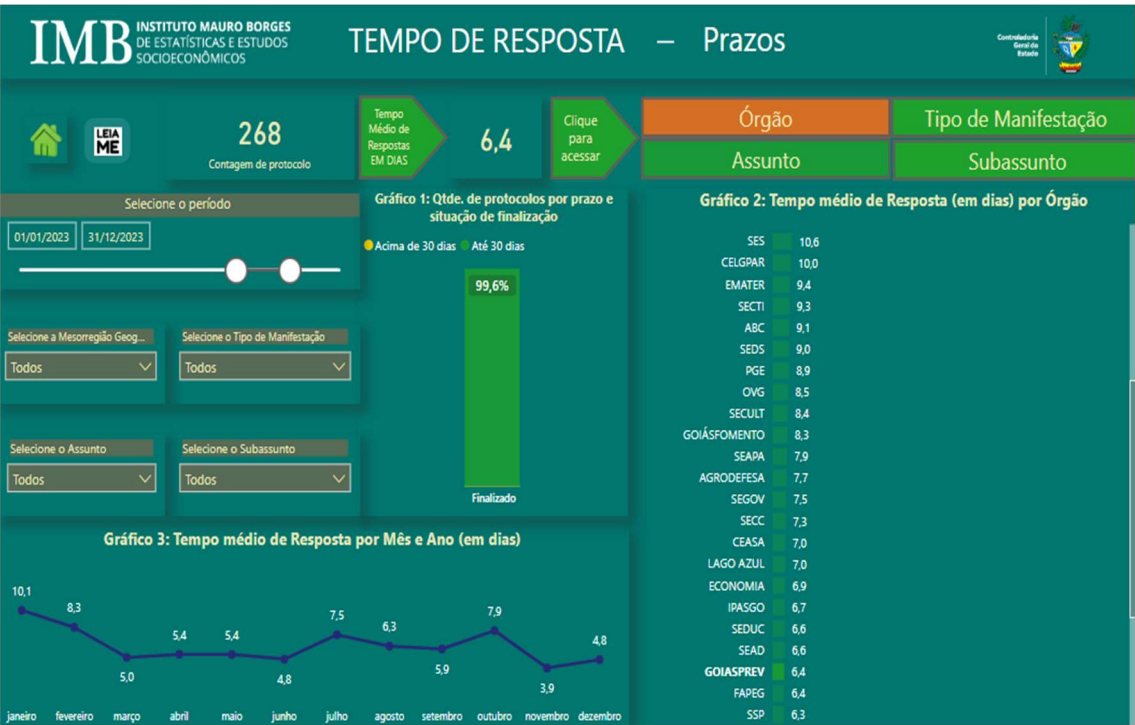 IMB
INSTITUTO MAURO BORGES
DE ESTATÍSTICAS E ESTUDOS
SOCIOECONÔMICOS
TEMPO DE RESPOSTA – Prazos
Controladoria
Geral do
Estado
LEIA
ME
268
Contagem de protocolo
Tempo
Médio de
Respostas
EM DIAS
6,4
Clique
para
acessar
Órgão
Tipo de Manifestação
Assunto
Subassunto
Selecione o período
01/01/2023
31/12/2023
Selecione a Mesorregião Geog...
Todos
Selecione o Tipo de Manifestação
Todos
Selecione o Assunto
Todos
Selecione o Subassunto
Todos
Gráfico 1: Qtde. de protocolos por prazo e
situação de finalização
Acima de 30 dias
Até 30 dias
99,6%
Finalizado
Gráfico 2: Tempo médio de Resposta (em dias) por Órgão
SES 10,6
CELGPAR 10,0
EMATER 9,4
SECTI 9,3
ABC 9,1
SEDS 9,0
PGE 8,9
OVG 8,5
SECULT 8,4
GOIÁSFOMENTO 8,3
SEAPA 7,9
AGRODEFESA 7,7
SEGOV 7,5
SECC 7,3
CEASA 7,0
LAGO AZUL 7,0
ECONOMIA 6,9
IPASGO 6,7
SEDUC 6,6
SEAD 6,6
GOIASPREV 6,4
FAPEG 6,4
SSP 6,3
Gráfico 3: Tempo médio de Resposta por Mês e Ano (em dias)
10,1
8,3
5,0
5,4
5,4
4,8
7,5
6,3
5,9
7,9
3,9
4,8
janeiro fevereiro março abril maio junho julho agosto setembro outubro novembro dezembro